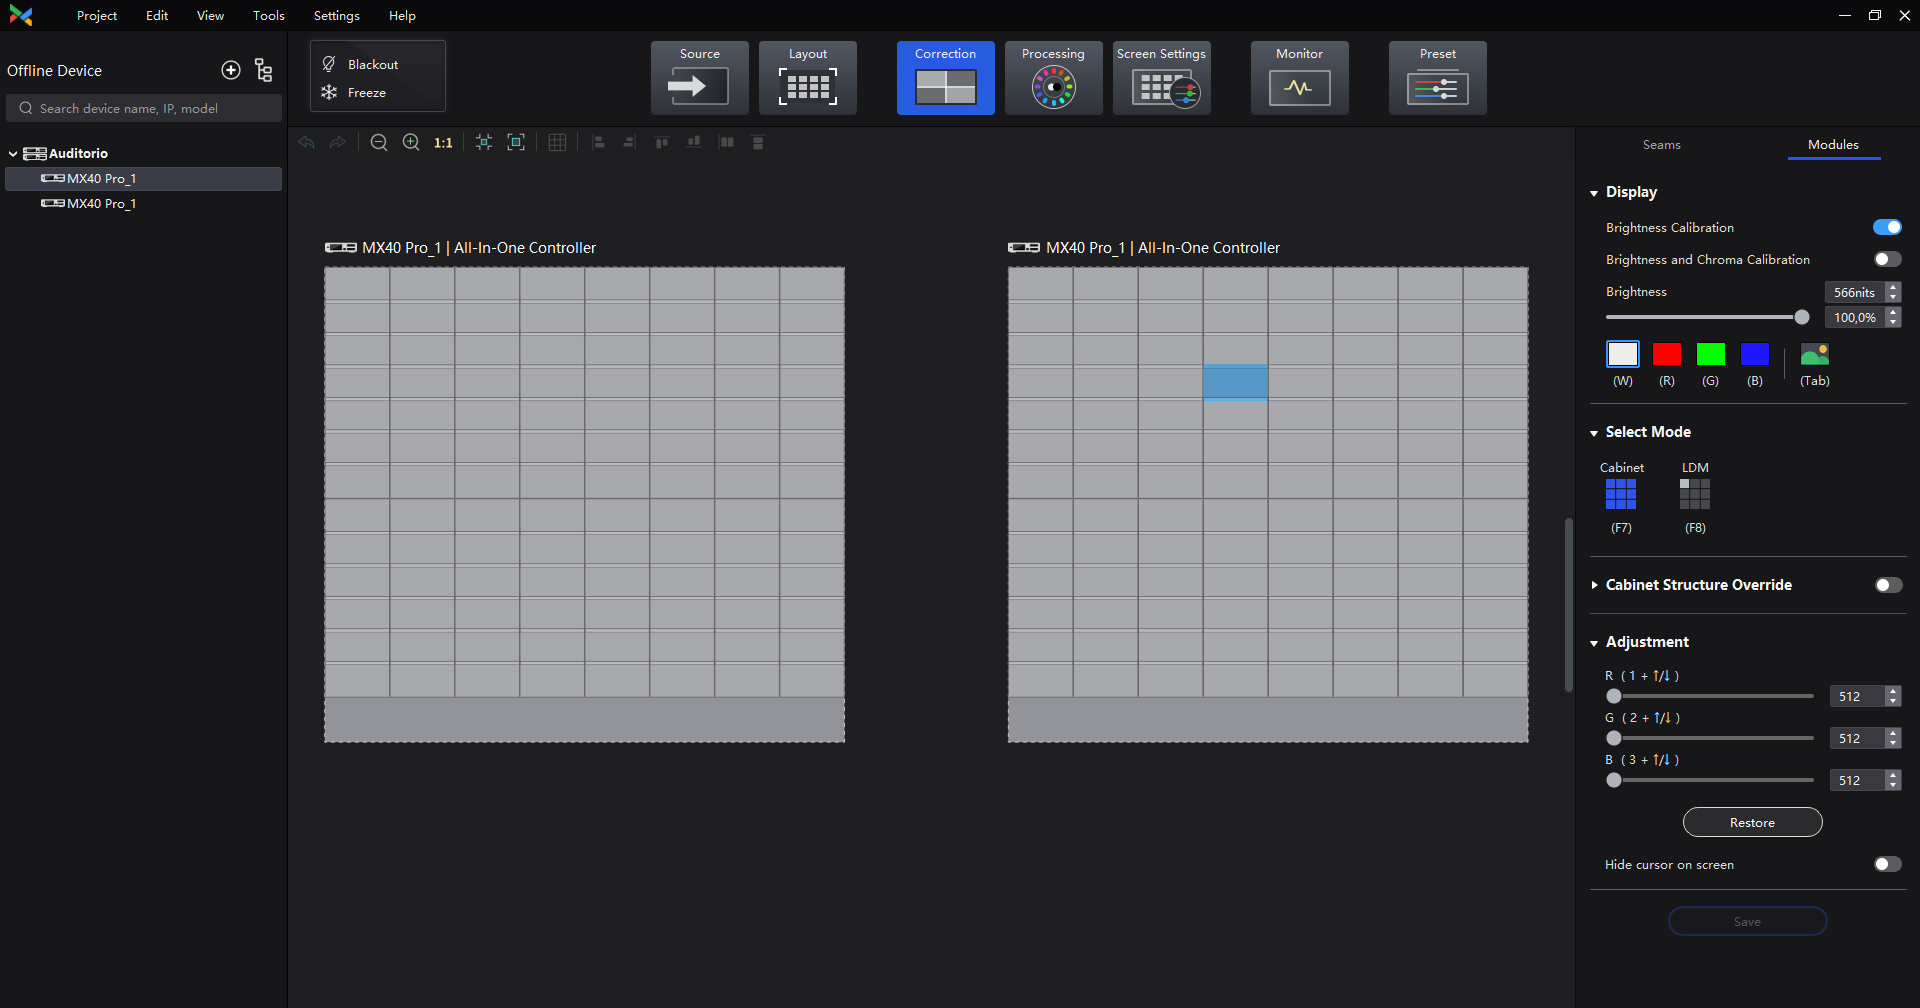 Project Edit View Tools Settings Help
Offline Device
Search device name, IP, model
Auditorio
MX40 Pro_1
MX40 Pro_1
Blackout
Freeze
Source
Layout
Correction
Processing
Screen Settings
Monitor
Preset
1:1
MX40 Pro_1 | All-In-One Controller
MX40 Pro_1 | All-In-One Controller
Seams Modules
Display
Brightness Calibration
Brightness and Chroma Calibration
Brightness 566nits
100,0%
(W) (R) (G) (B) (Tab)
Select Mode
Cabinet LDM
(F7) (F8)
Cabinet Structure Override
Adjustment
R ( 1 + ↑/↓ )
512
G ( 2 + ↑/↓ )
512
B ( 3 + ↑/↓ )
512
Restore
Hide cursor on screen
Save